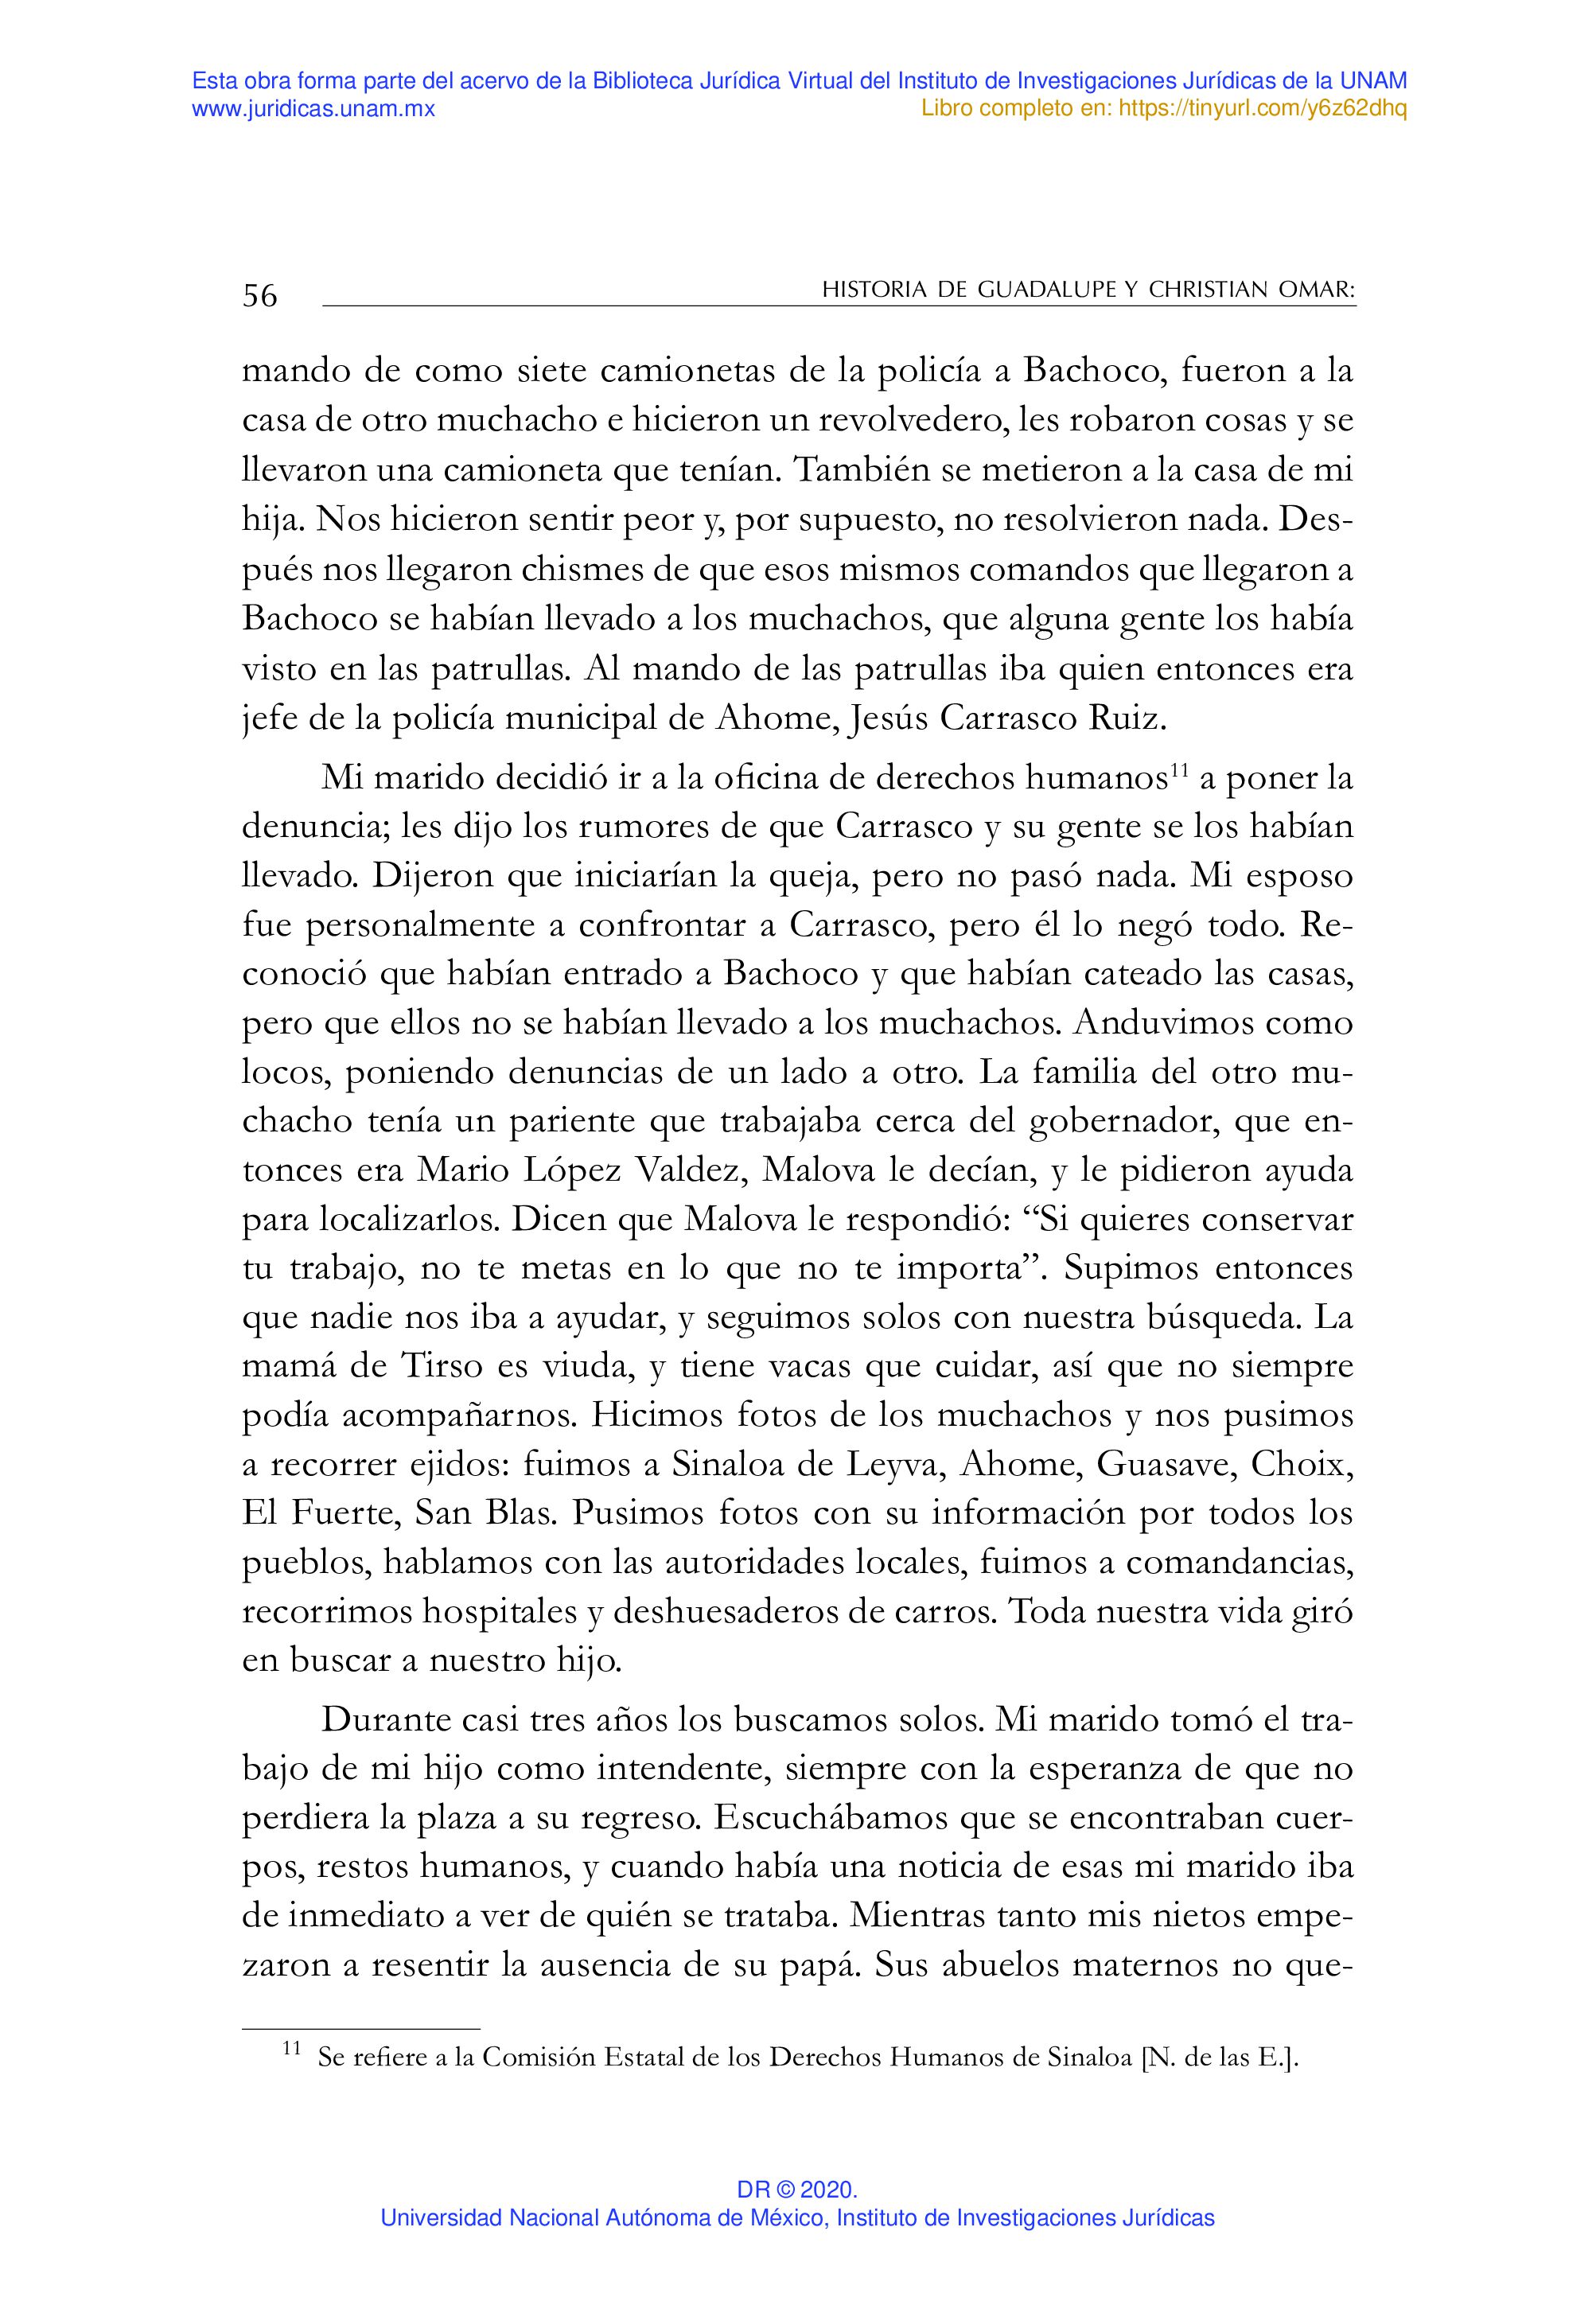 Esta obra forma parte del acervo de la Biblioteca Jurídica Virtual del Instituto de Investigaciones Jurídicas de la UNAM
www.juridicas.unam.mx Libro completo en: https://tinyurl.com/y6z62dhq
56 HISTORIA DE GUADALUPE Y CHRISTIAN OMAR:
mando de como siete camionetas de la policía a Bachoco, fueron a la
casa de otro muchacho e hicieron un revolvedero, les robaron cosas y se
llevaron una camioneta que tenían. También se metieron a la casa de mi
hija. Nos hicieron sentir peor y, por supuesto, no resolvieron nada. Des-
pués nos llegaron chismes de que esos mismos comandos que llegaron a
Bachoco se habían llevado a los muchachos, que alguna gente los había
visto en las patrullas. Al mando de las patrullas iba quien entonces era
jefe de la policía municipal de Ahome, Jesús Carrasco Ruiz.
Mi marido decidió ir a la oficina de derechos humanos11 a poner la
denuncia; les dijo los rumores de que Carrasco y su gente se los habían
llevado. Dijeron que iniciarían la queja, pero no pasó nada. Mi esposo
fue personalmente a confrontar a Carrasco, pero él lo negó todo. Re-
conoció que habían entrado a Bachoco y que habían cateado las casas,
pero que ellos no se habían llevado a los muchachos. Anduvimos como
locos, poniendo denuncias de un lado a otro. La familia del otro mu-
chacho tenía un pariente que trabajaba cerca del gobernador, que en-
tonces era Mario López Valdez, Malova le decían, y le pidieron ayuda
para localizarlos. Dicen que Malova le respondió: “Si quieres conservar
tu trabajo, no te metas en lo que no te importa”. Supimos entonces
que nadie nos iba a ayudar, y seguimos solos con nuestra búsqueda. La
mamá de Tirso es viuda, y tiene vacas que cuidar, así que no siempre
podía acompañarnos. Hicimos fotos de los muchachos y nos pusimos
a recorrer ejidos: fuimos a Sinaloa de Leyva, Ahome, Guasave, Choix,
El Fuerte, San Blas. Pusimos fotos con su información por todos los
pueblos, hablamos con las autoridades locales, fuimos a comandancias,
recorrimos hospitales y deshuesaderos de carros. Toda nuestra vida giró
en buscar a nuestro hijo.
Durante casi tres años los buscamos solos. Mi marido tomó el tra-
bajo de mi hijo como intendente, siempre con la esperanza de que no
perdiera la plaza a su regreso. Escuchábamos que se encontraban cuer-
pos, restos humanos, y cuando había una noticia de esas mi marido iba
de inmediato a ver de quién se trataba. Mientras tanto mis nietos empe-
zaron a resentir la ausencia de su papá. Sus abuelos maternos no que-
11 Se refiere a la Comisión Estatal de los Derechos Humanos de Sinaloa [N. de las E.].
DR © 2020.
Universidad Nacional Autónoma de México, Instituto de Investigaciones Jurídicas